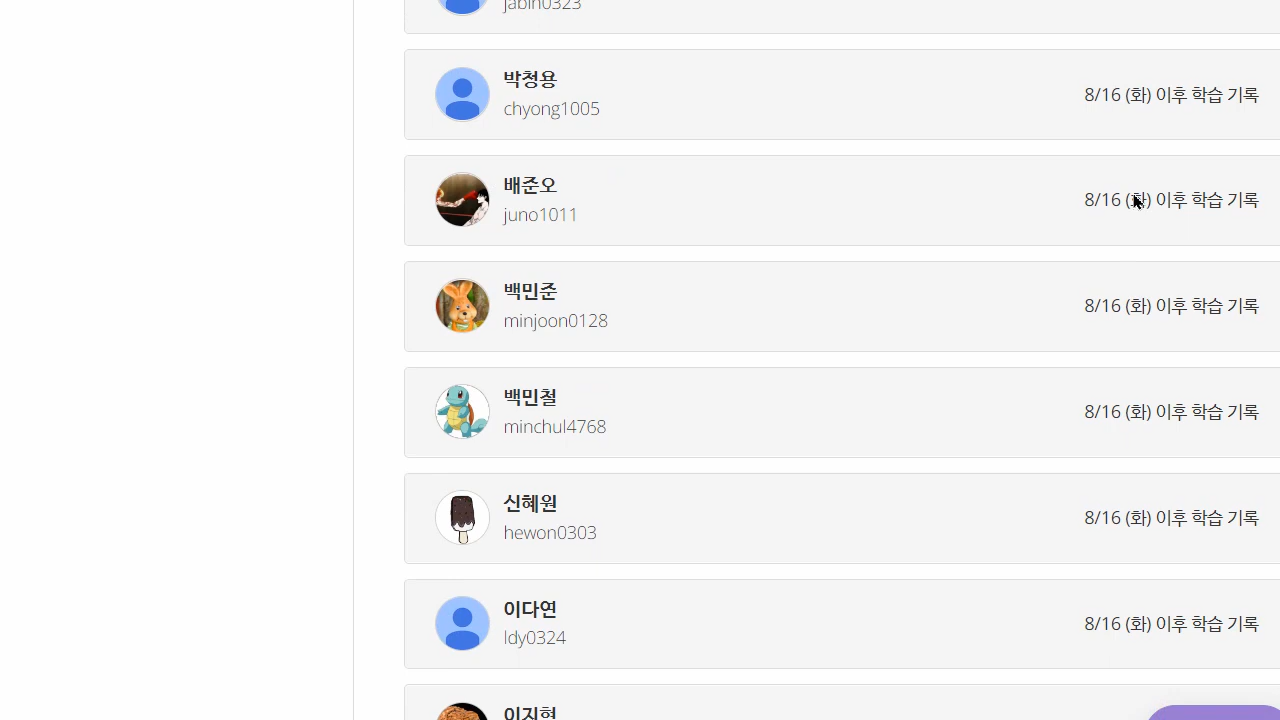 jabin0323
박청용
chyong1005
8/16 (화) 이후 학습 기록
배준오
juno1011
8/16 (화) 이후 학습 기록
백민준
minjoon0128
8/16 (화) 이후 학습 기록
백민철
minchul4768
8/16 (화) 이후 학습 기록
신혜원
hewon0303
8/16 (화) 이후 학습 기록
이다연
ldy0324
8/16 (화) 이후 학습 기록